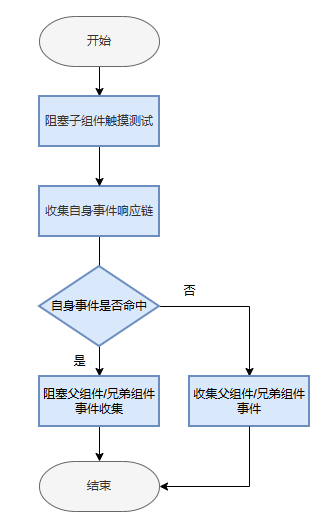 开始
阻塞子组件触摸测试
收集自身事件响应链
自身事件是否命中
否
是
阻塞父组件/兄弟组件
事件收集
收集父组件/兄弟组件
事件
结束